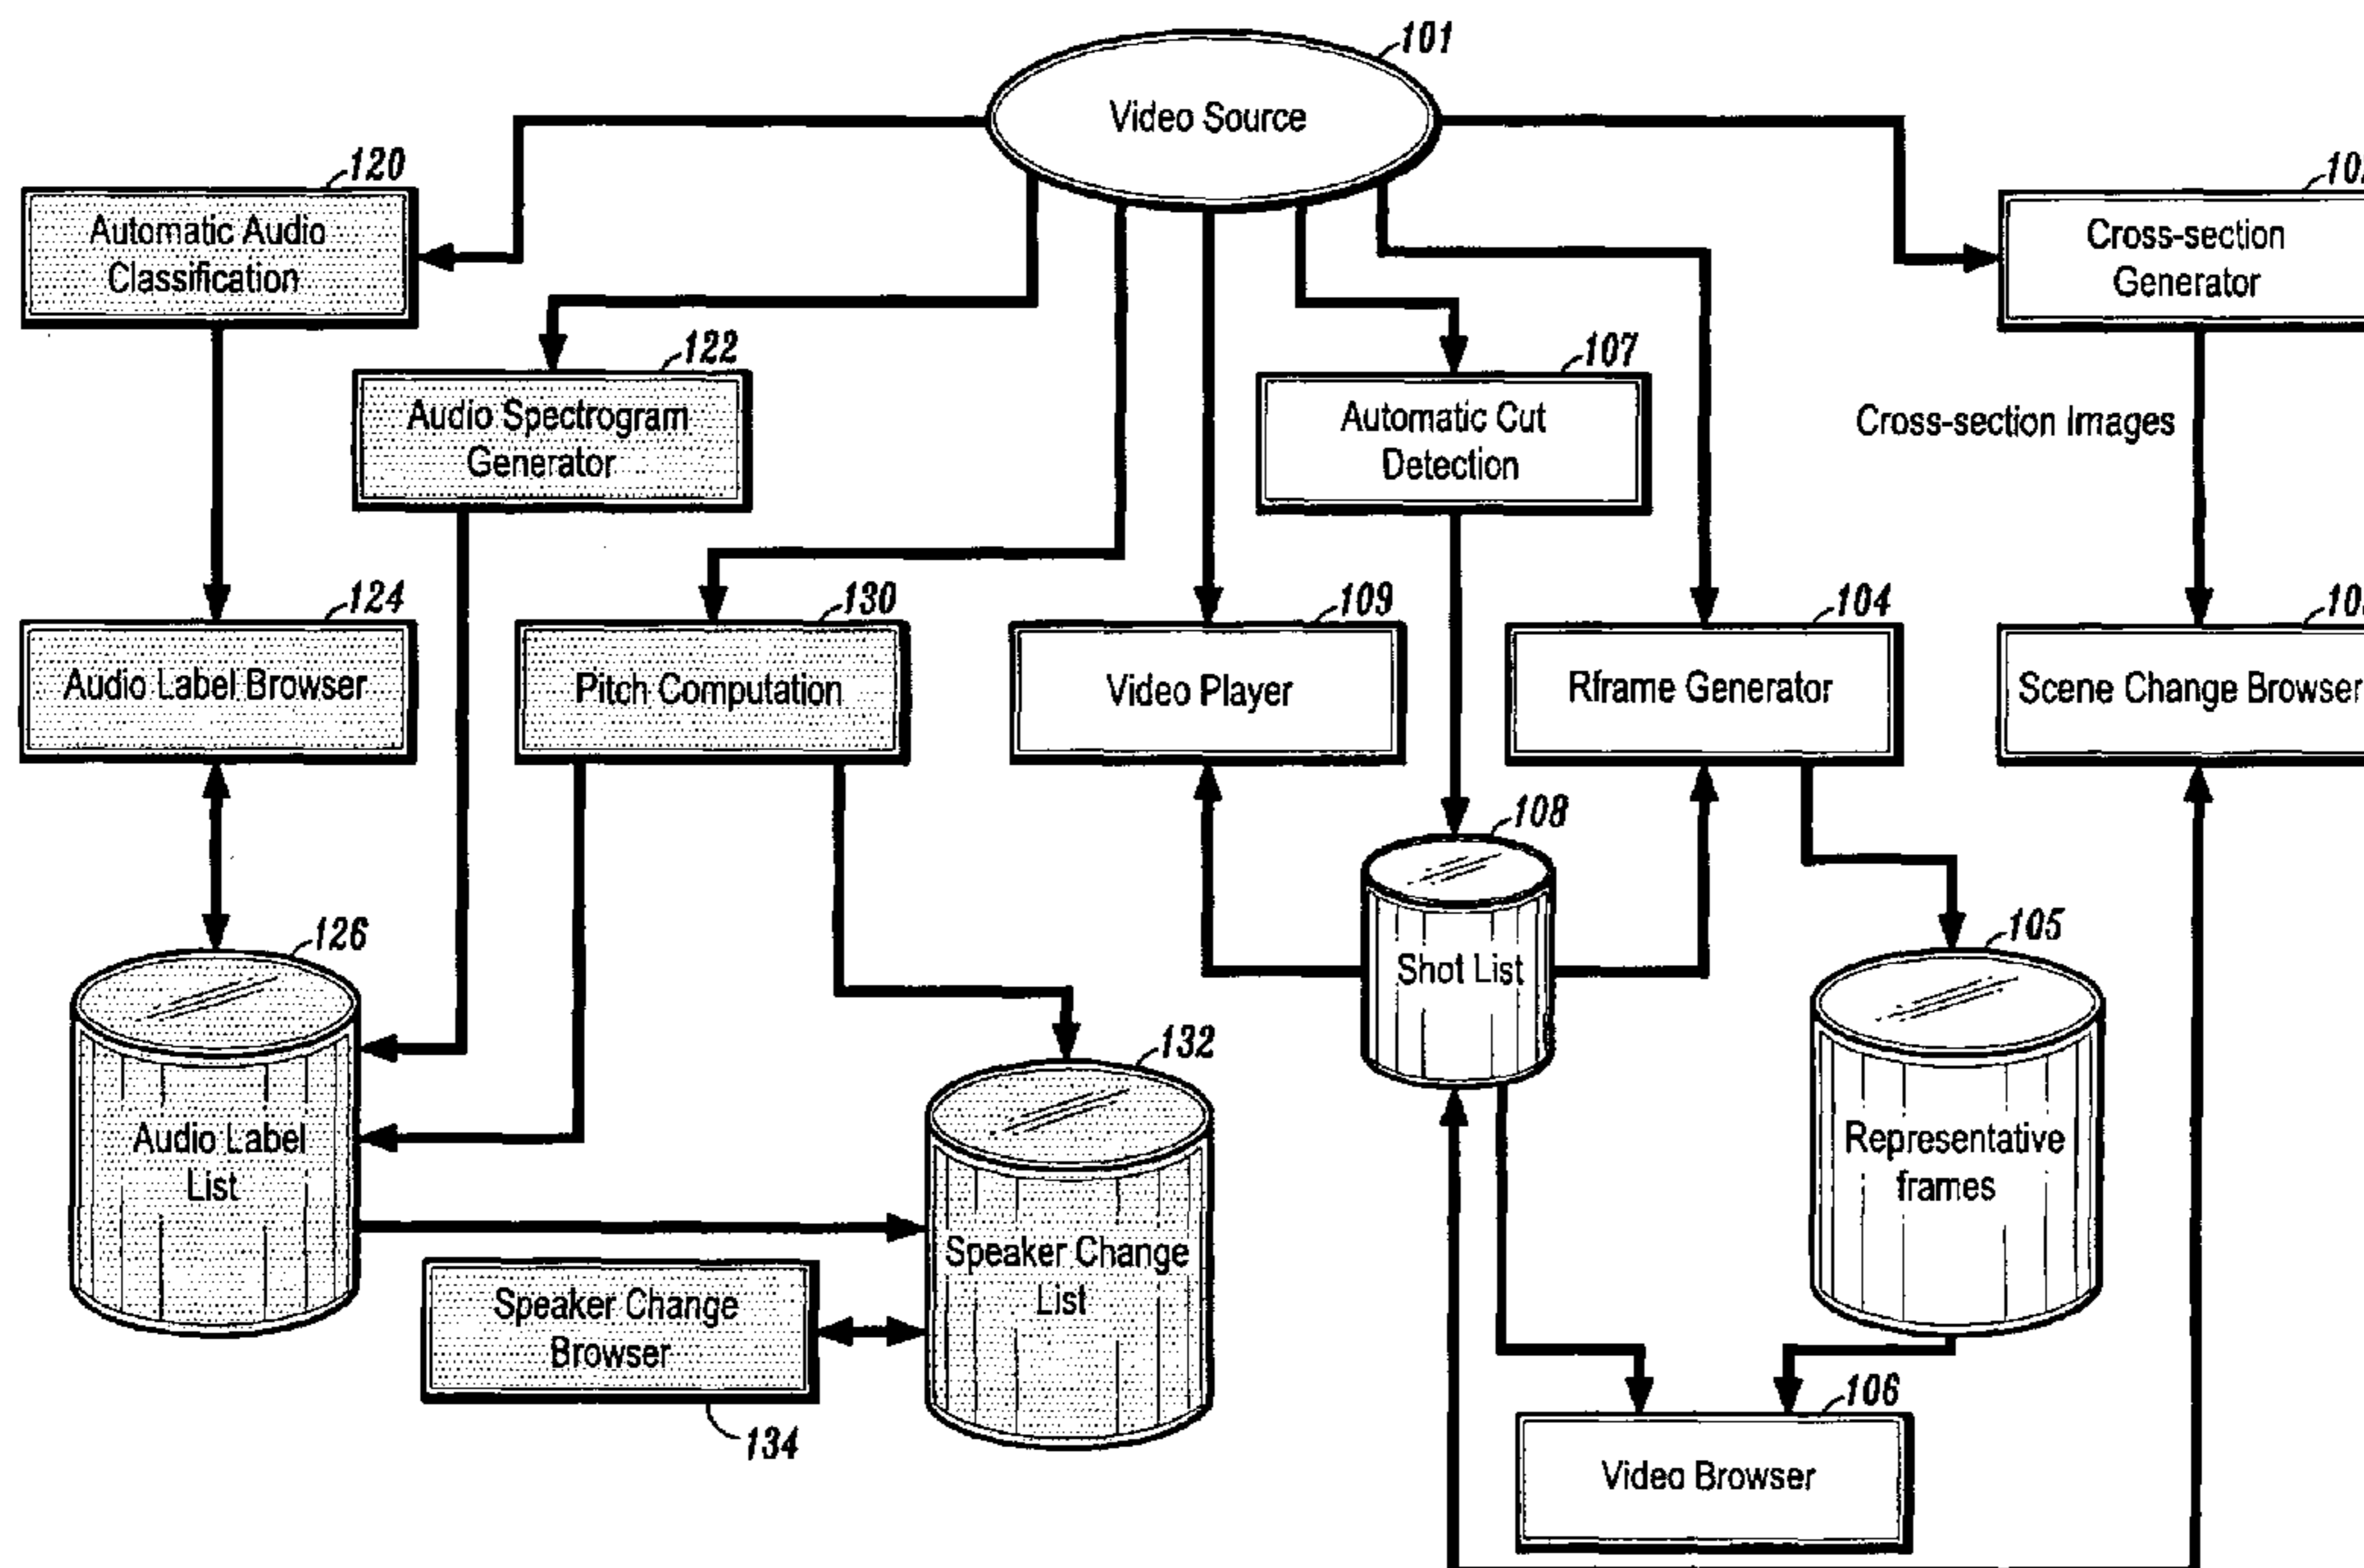 101
Video Source
120
Automatic Audio
Classification
Cross-section
Generator
122
Audio Spectrogram
Generator
107
Automatic Cut
Detection
Cross-section Images
124
Audio Label Browser
130
Pitch Computation
109
Video Player
104
Rframe Generator
Scene Change Browser
108
Shot List
126
Audio Label
List
132
Speaker Change
List
105
Representative
frames
Speaker Change
Browser
134
106
Video Browser